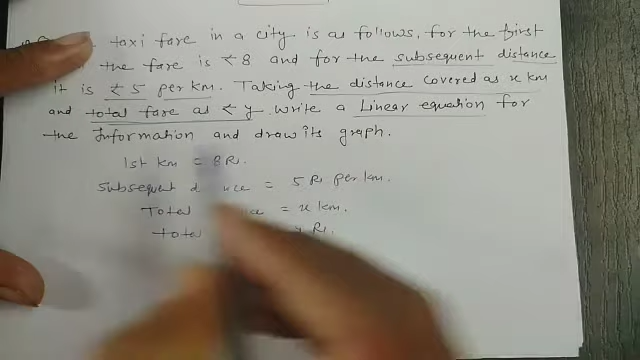 taxi fare in a city is as follows, for the first
the fare is ₹ 8 and for the subsequent distance
it is ₹ 5 per km. Taking the distance covered as x km
and total fare as ₹ y. write a Linear equation for
the Information and draw its graph.
1st km = 8 Rs.
Subsequent = 5 Rs per km.
Total = x km.
total y Rs.